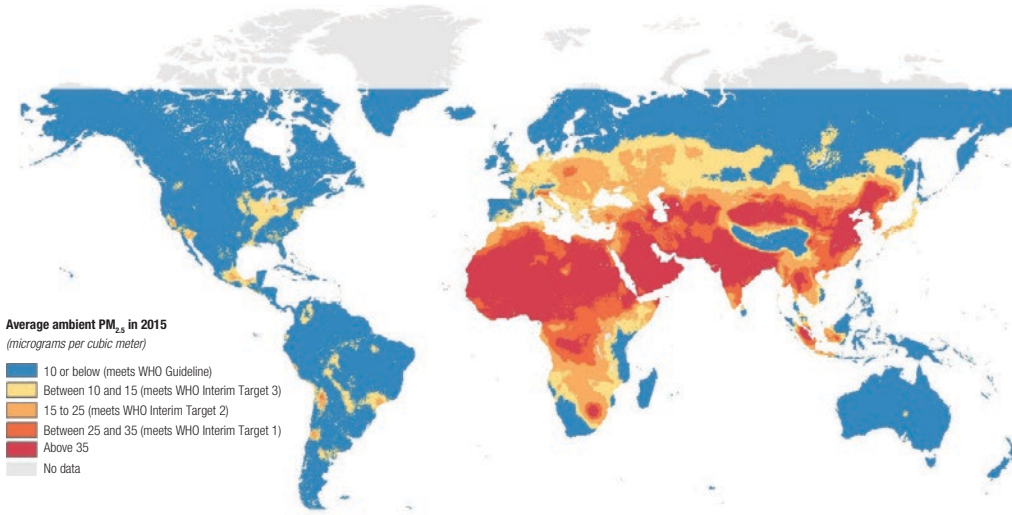 Average ambient PM2.5 in 2015
(micrograms per cubic meter)
10 or below (meets WHO Guideline)
Between 10 and 15 (meets WHO Interim Target 3)
15 to 25 (meets WHO Interim Target 2)
Between 25 and 35 (meets WHO Interim Target 1)
Above 35
No data